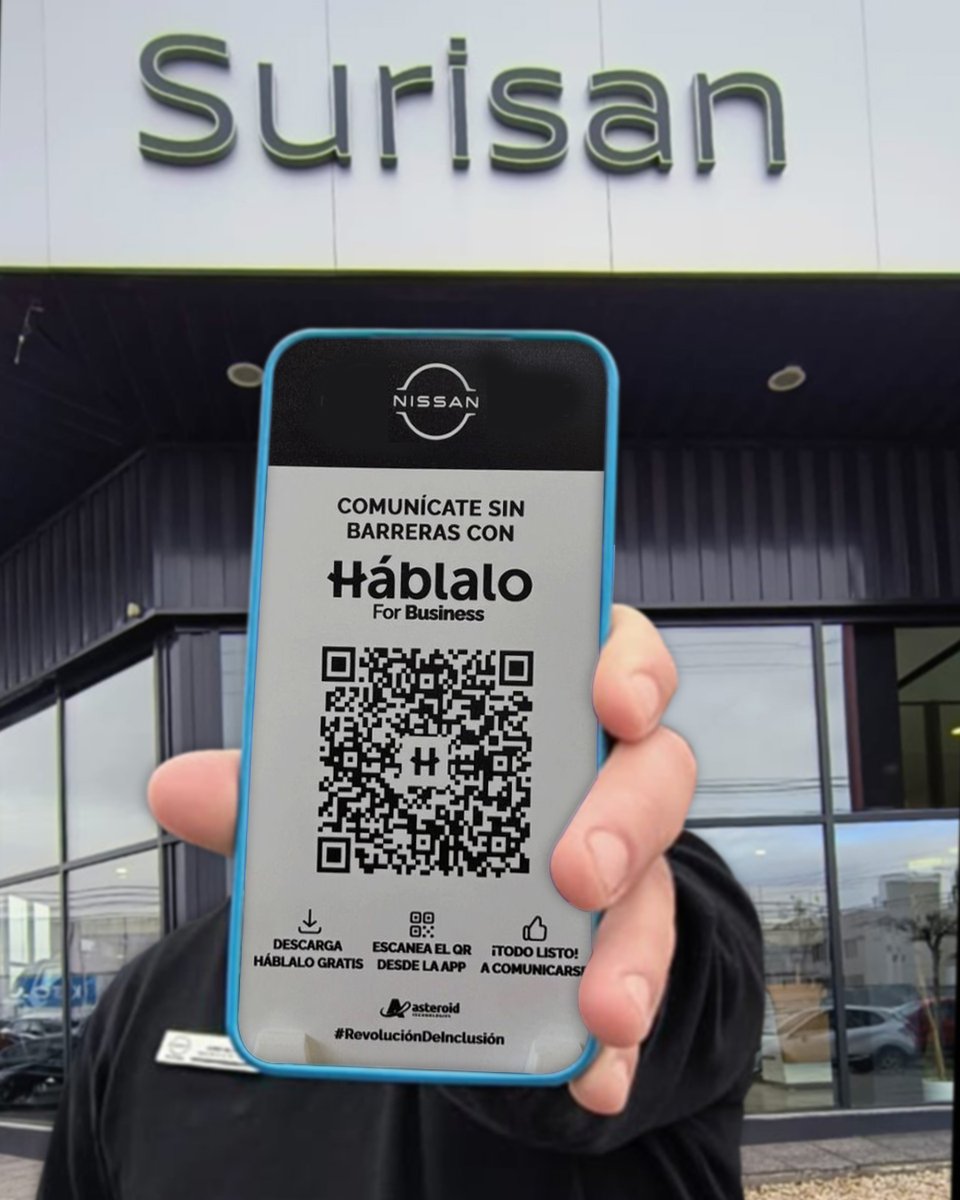 Surisan
NISSAN
COMUNÍCATE SIN
BARRERAS CON
Háblalo
For Business
H
DESCARGA
HÁBLALO GRATIS
ESCANEA EL QR
DESDE LA APP
¡TODO LISTO!
A COMUNICARSE
asteroid
TECHNOLOGIES
#RevoluciónDeInclusión